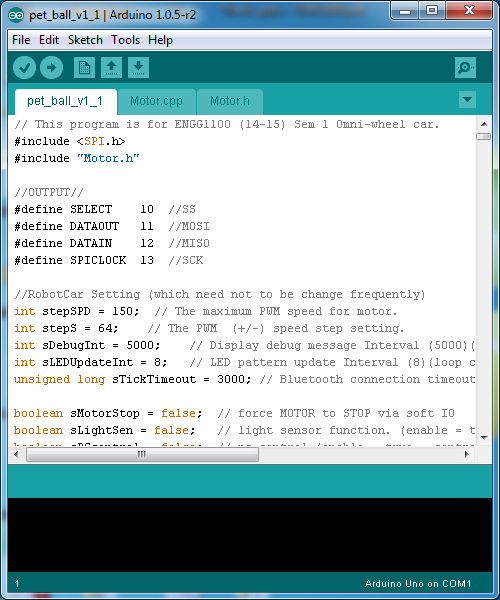 pet_ball_v1_1 | Arduino 1.0.5-r2
File Edit Sketch Tools Help
pet_ball_v1_1 Motor.cpp Motor.h
// This program is for ENGG1100 (14-15) Sem 1 Omni-wheel car.
#include <SPI.h>
#include "Motor.h"
//OUTPUT//
#define SELECT 10 //SS
#define DATAOUT 11 //MOSI
#define DATAIN 12 //MISO
#define SPICLOCK 13 //SCK
//RobotCar Setting (which need not to be change frequently)
int stepSPD = 150; // The maximum PWM speed for motor.
int stepS = 64; // The PWM (+/-) speed step setting.
int sDebugInt = 5000; // Display debug message Interval (5000)(
int sLEDUpdateInt = 8; // LED pattern update Interval (8)(loop c
unsigned long sTickTimeout = 3000; // Bluetooth connection timeout
boolean sMotorStop = false; // force MOTOR to STOP via soft IO
boolean sLightSen = false; // light sensor function. (enable = t
1 Arduino Uno on COM1